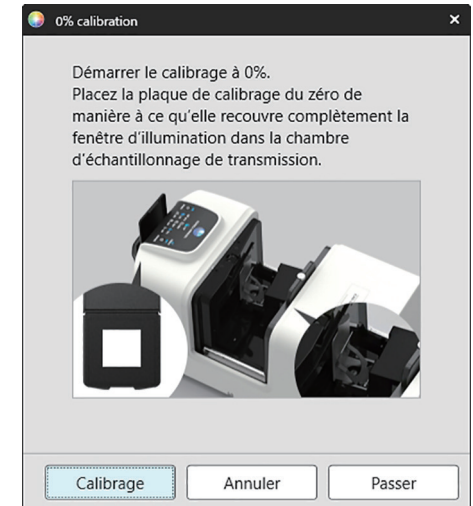 0% calibration
Démarrer le calibrage à 0%.
Placez la plaque de calibrage du zéro de
manière à ce qu'elle recouvre complètement la
fenêtre d'illumination dans la chambre
d'échantillonnage de transmission.
Calibrage
Annuler
Passer